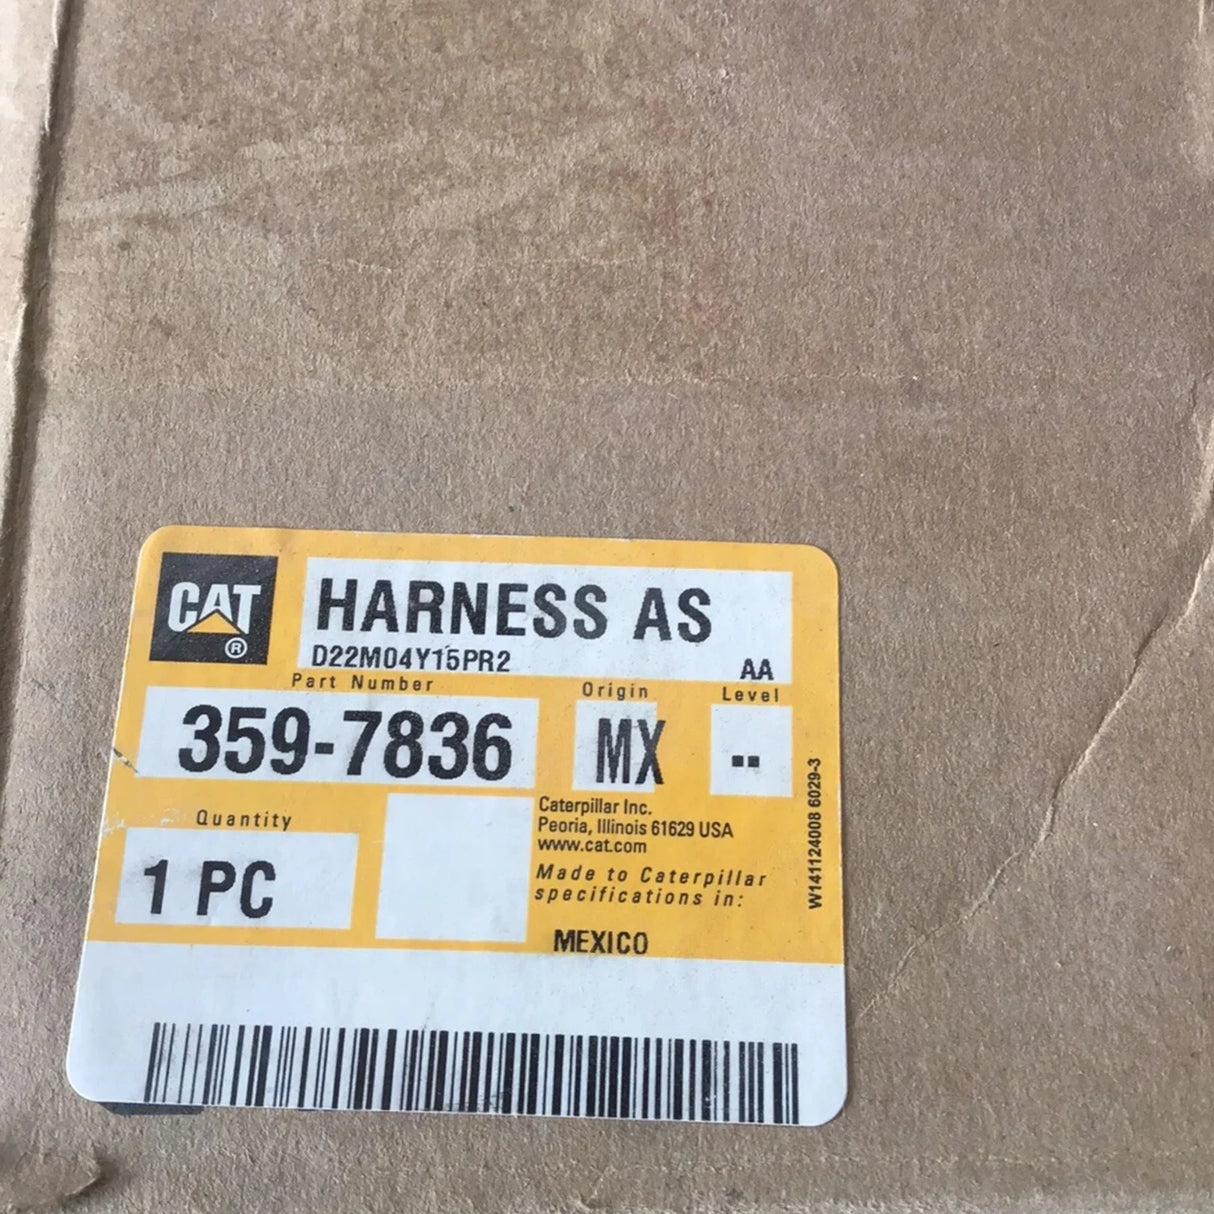 CAT
®
HARNESS AS
D22M04Y15PR2
AA
Part Number
Origin
Level
359-7836
MX
--
Quantity
1 PC
Caterpillar Inc.
Peoria, Illinois 61629 USA
www.cat.com
Made to Caterpillar
specifications in:
MEXICO
W141124008 6029-3